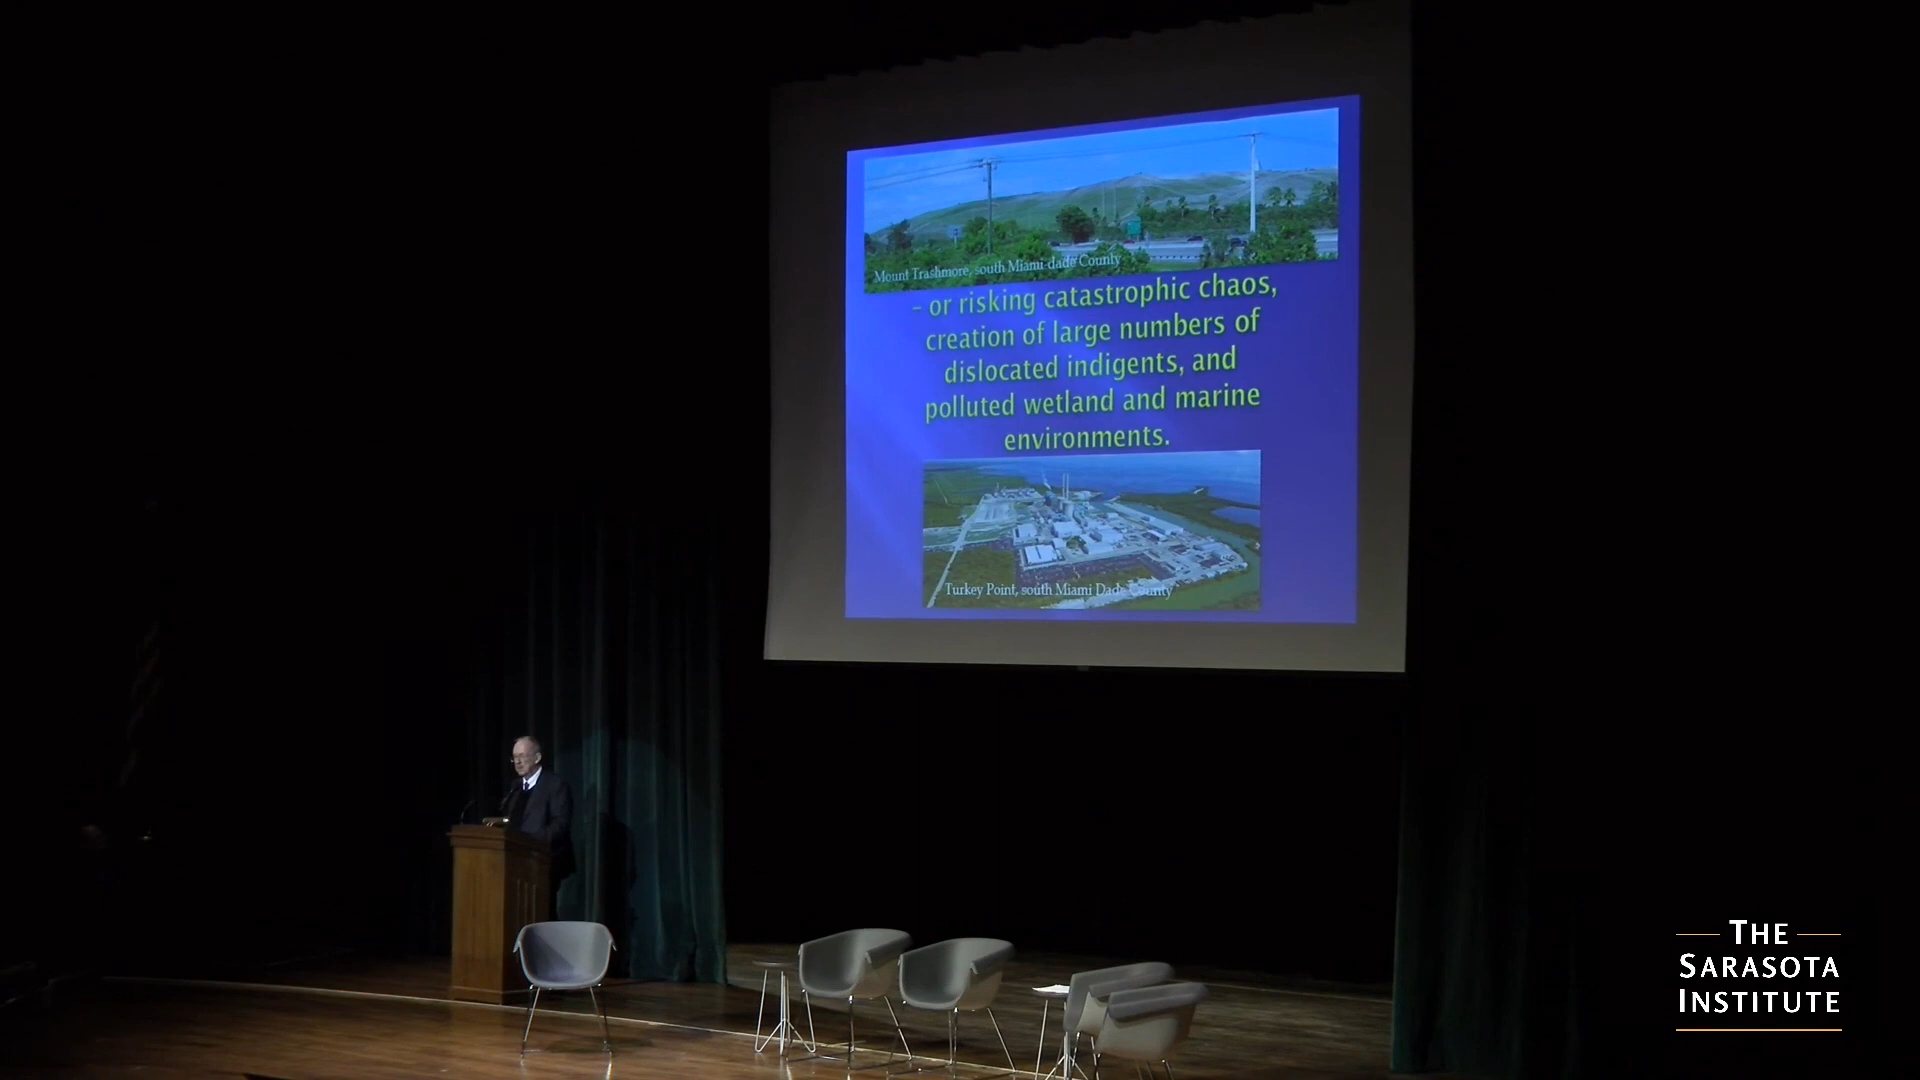 Mount Trashmore, south Miami-dade County
- or risking catastrophic chaos,
creation of large numbers of
dislocated indigents, and
polluted wetland and marine
environments.
Turkey Point, south Miami Dade County
THE
SARASOTA
INSTITUTE